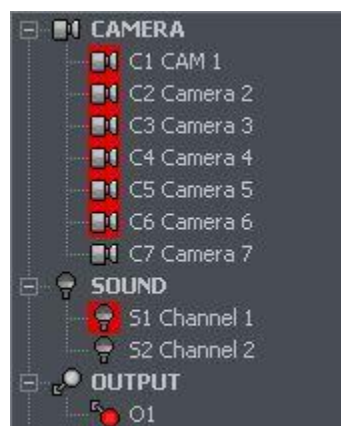 CAMERA
C1 CAM 1
C2 Camera 2
C3 Camera 3
C4 Camera 4
C5 Camera 5
C6 Camera 6
C7 Camera 7
SOUND
S1 Channel 1
S2 Channel 2
OUTPUT
O1